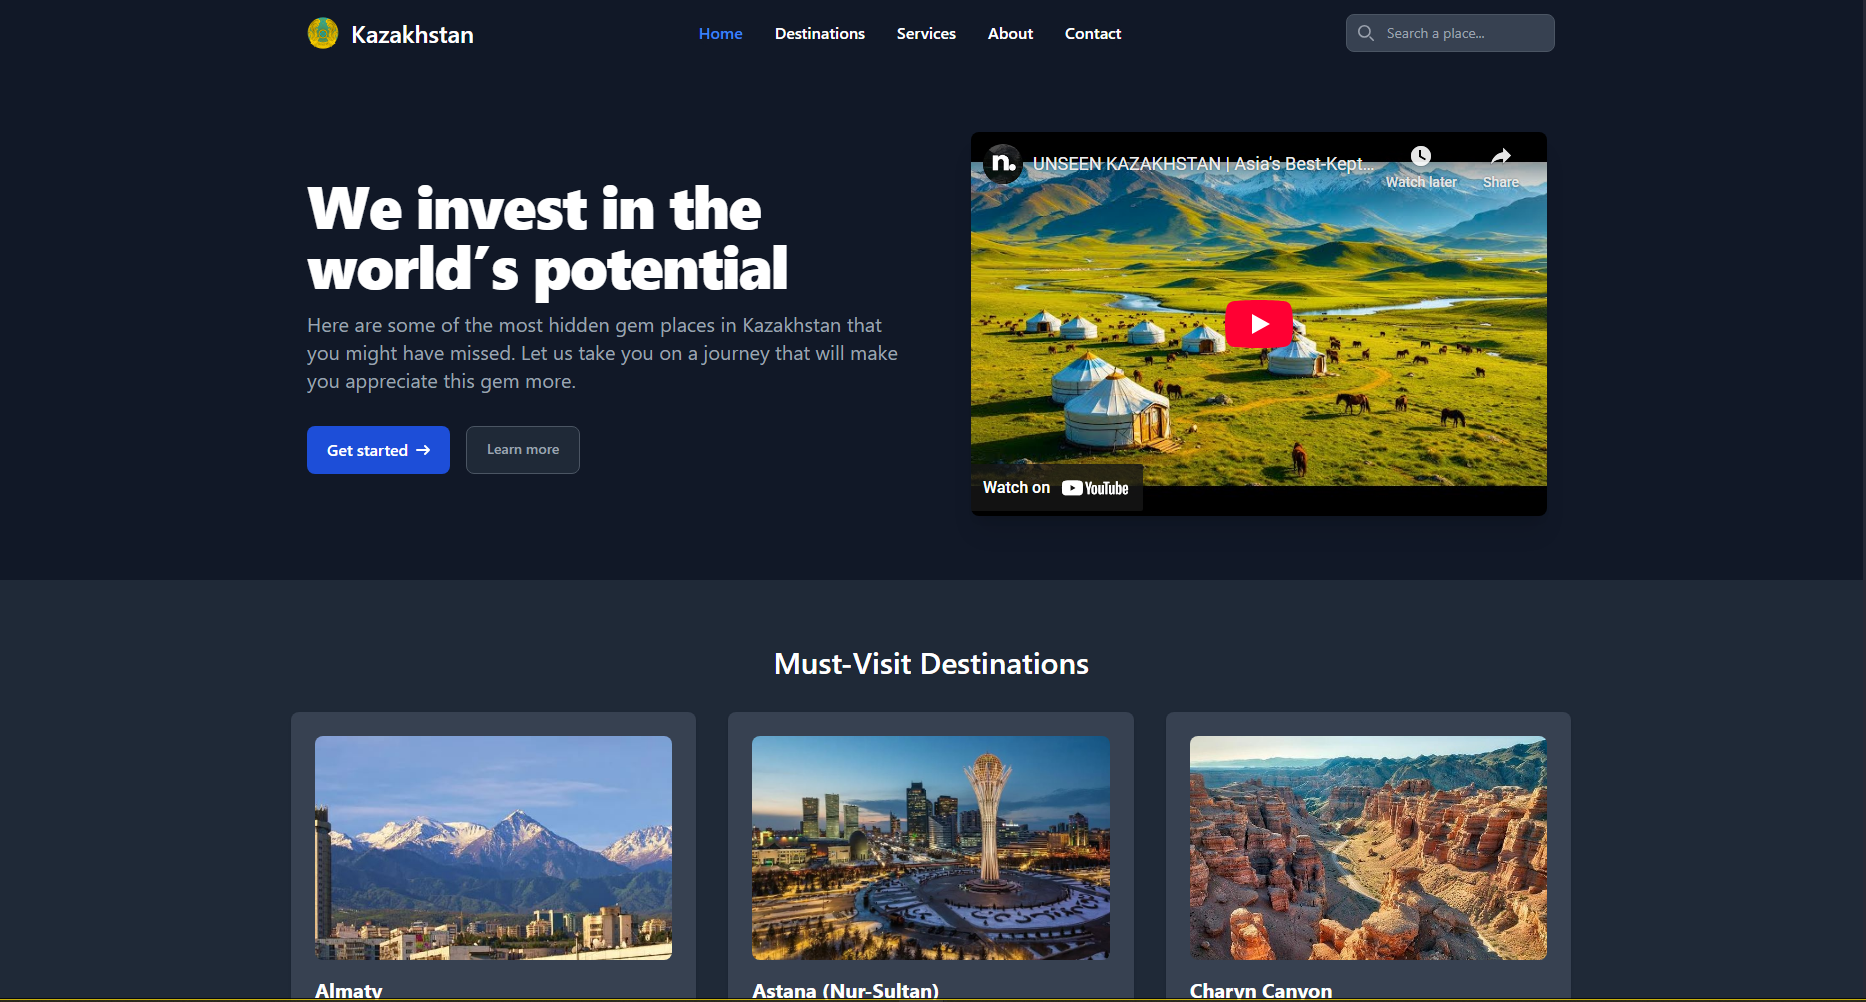 Kazakhstan
Home
Destinations
Services
About
Contact
Search a place...
We invest in the
world´s potential
Here are some of the most hidden gem places in Kazakhstan that
you might have missed. Let us take you on a journey that will make
you appreciate this gem more.
Get started
Learn more
n.
UNSEEN KAZAKHSTAN | Asia's Best-Kept...
Watch later
Share
Watch on YouTube
Must-Visit Destinations
Almaty
Astana (Nur-Sultan)
Charyn Canyon